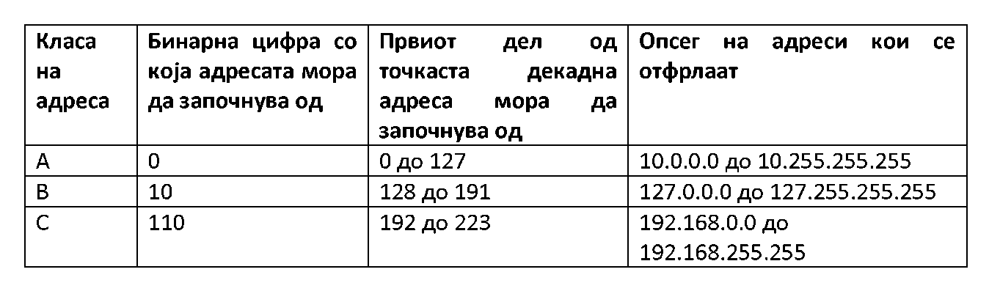 Класа на адреса
Бинарна цифра со која адресата мора да започнува од
Првиот дел од точкаста декадна адреса мора да започнува од
Опсег на адреси кои се отфрлаат
A 0 0 до 127 10.0.0.0 до 10.255.255.255
B 10 128 до 191 127.0.0.0 до 127.255.255.255
C 110 192 до 223 192.168.0.0 до
192.168.255.255